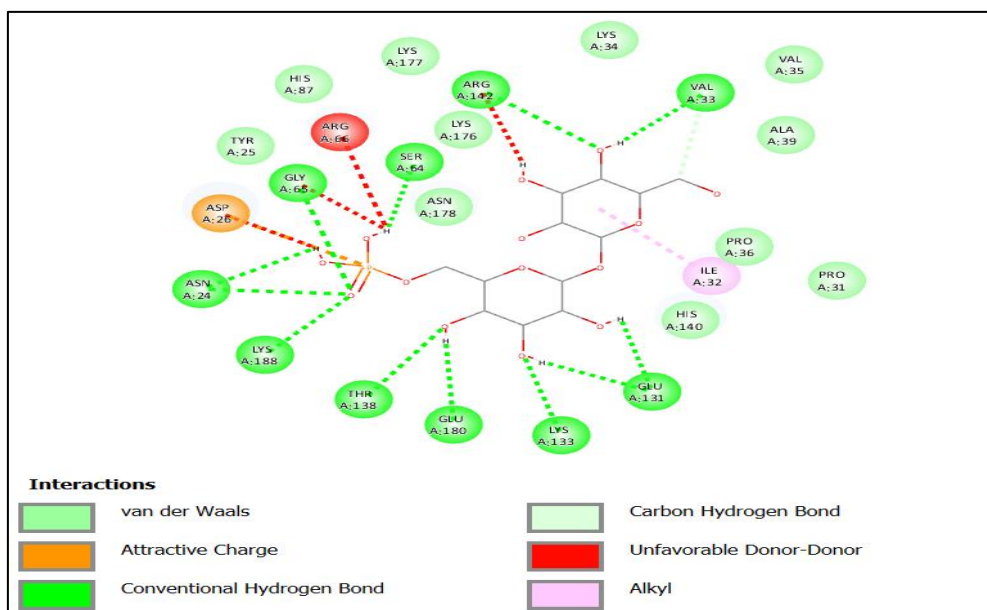 LYS
A:34
LYS
A:177
VAL
A:35
HIS
A:87
ARG
A:142
VAL
A:33
ARG
A:66
LYS
A:176
ALA
A:39
TYR
A:25
SER
A:64
H
GLY
A:65
O
O
ASN
A:178
O
ASP
A:26
H
O
O
PRO
A:36
H
O
P
O
O
O
ILE
A:32
PRO
A:31
ASN
A:24
O
H
HIS
A:140
O
O
H
LYS
A:188
O
H
THR
A:138
GLU
A:180
LYS
A:133
GLU
A:131
Interactions
van der Waals
Carbon Hydrogen Bond
Attractive Charge
Unfavorable Donor-Donor
Conventional Hydrogen Bond
Alkyl